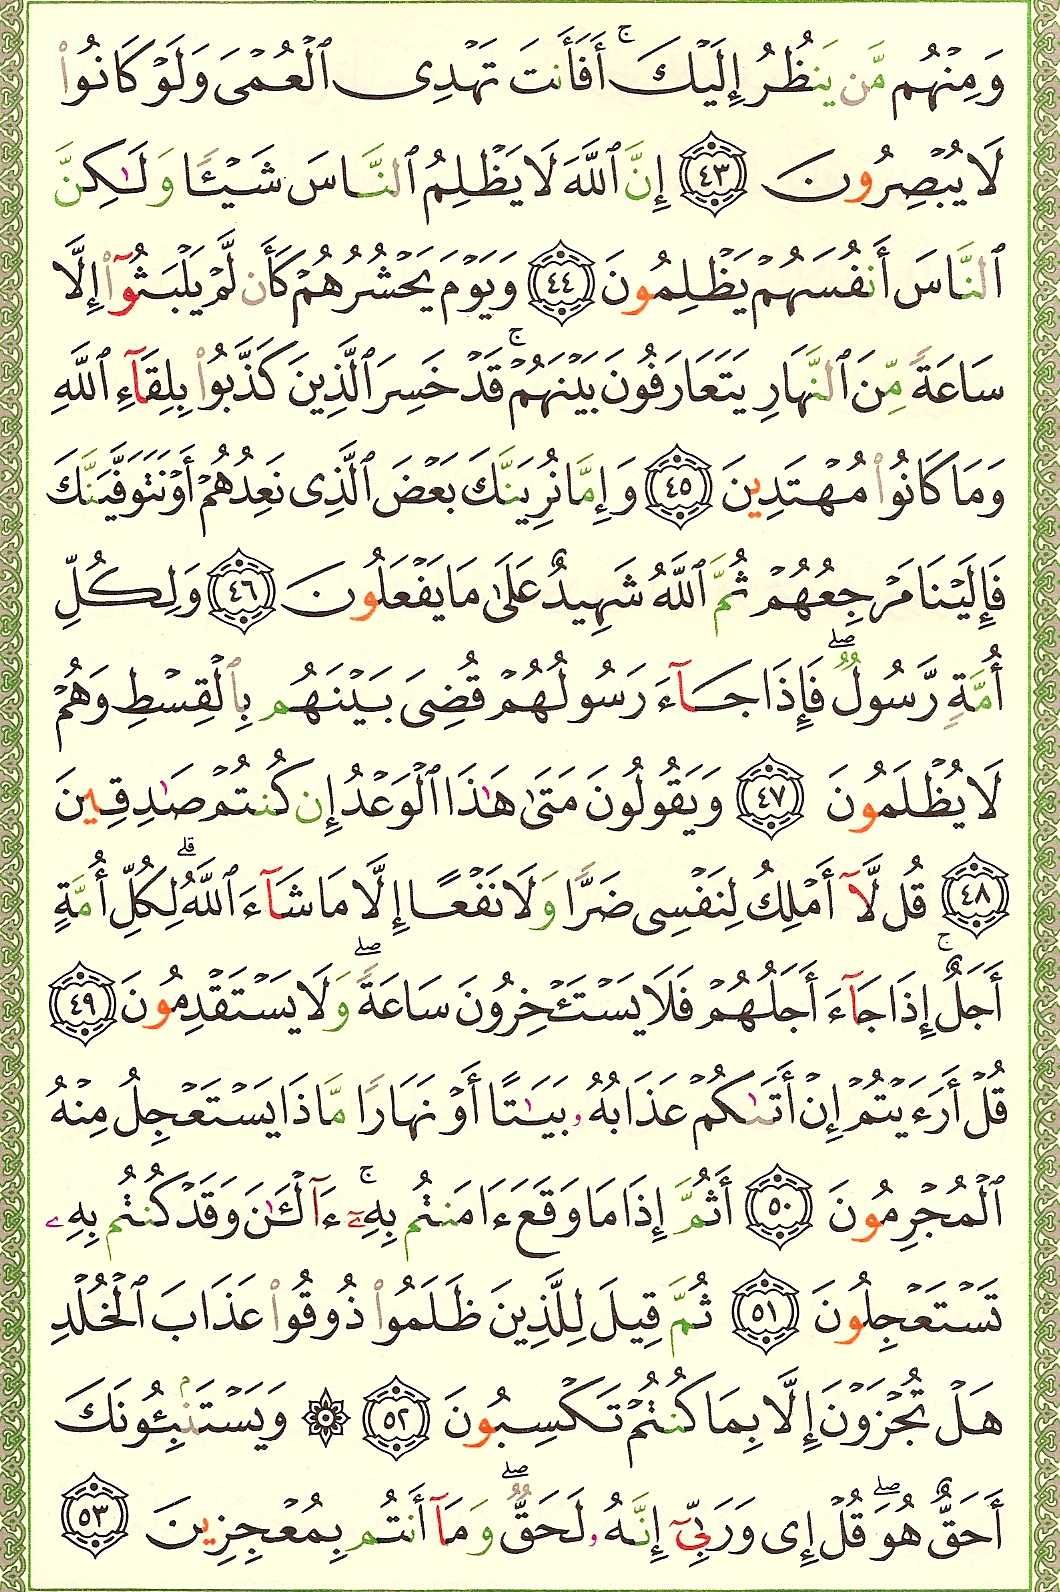 وَمِنْهُم مَّن يَنظُرُ إِلَيْكَ ۚ أَفَأَنتَ تَهْدِى ٱلْعُمْىَ وَلَوْ كَانُوا۟
لَا يُبْصِرُونَ ﴿٤٣﴾ إِنَّ ٱللَّهَ لَا يَظْلِمُ ٱلنَّاسَ شَيْـًٔا وَلَـٰكِنَّ
ٱلنَّاسَ أَنفُسَهُمْ يَظْلِمُونَ ﴿٤٤﴾ وَيَوْمَ يَحْشُرُهُمْ كَأَن لَّمْ يَلْبَثُوٓا۟ إِلَّا
سَاعَةً مِّنَ ٱلنَّهَارِ يَتَعَارَفُونَ بَيْنَهُمْ ۚ قَدْ خَسِرَ ٱلَّذِينَ كَذَّبُوا۟ بِلِقَآءِ ٱللَّهِ
وَمَا كَانُوا۟ مُهْتَدِينَ ﴿٤٥﴾ وَإِمَّا نُرِيَنَّكَ بَعْضَ ٱلَّذِى نَعِدُهُمْ أَوْ نَتَوَفَّيَنَّكَ
فَإِلَيْنَا مَرْجِعُهُمْ ثُمَّ ٱللَّهُ شَهِيدٌ عَلَىٰ مَا يَفْعَلُونَ ﴿٤٦﴾ وَلِكُلِّ
أُمَّةٍ رَّسُولٌ ۖ فَإِذَا جَآءَ رَسُولُهُمْ قُضِىَ بَيْنَهُم بِٱلْقِسْطِ وَهُمْ
لَا يُظْلَمُونَ ﴿٤٧﴾ وَيَقُولُونَ مَتَىٰ هَـٰذَا ٱلْوَعْدُ إِن كُنتُمْ صَـٰدِقِينَ
﴿٤٨﴾ قُل لَّآ أَمْلِكُ لِنَفْسِى ضَرًّا وَلَا نَفْعًا إِلَّا مَا شَآءَ ٱللَّهُ ۗ لِكُلِّ أُمَّةٍ
أَجَلٌ ۚ إِذَا جَآءَ أَجَلُهُمْ فَلَا يَسْتَـْٔخِرُونَ سَاعَةً ۖ وَلَا يَسْتَقْدِمُونَ ﴿٤٩﴾
قُلْ أَرَءَيْتُمْ إِنْ أَتَىٰكُمْ عَذَابُهُۥ بَيَـٰتًا أَوْ نَهَارًا مَّاذَا يَسْتَعْجِلُ مِنْهُ
ٱلْمُجْرِمُونَ ﴿٥٠﴾ أَثُمَّ إِذَا مَا وَقَعَ ءَامَنتُم بِهِۦٓ ۚ ءَآلْـَٔـٰنَ وَقَدْ كُنتُم بِهِۦ
تَسْتَعْجِلُونَ ﴿٥١﴾ ثُمَّ قِيلَ لِلَّذِينَ ظَلَمُوا۟ ذُوقُوا۟ عَذَابَ ٱلْخُلْدِ
هَلْ تُجْزَوْنَ إِلَّا بِمَا كُنتُمْ تَكْسِبُونَ ﴿٥٢﴾ ۞ وَيَسْتَنۢبِـُٔونَكَ
أَحَقٌّ هُوَ ۖ قُلْ إِى وَرَبِّىٓ إِنَّهُۥ لَحَقٌّ ۖ وَمَآ أَنتُم بِمُعْجِزِينَ ﴿٥٣﴾